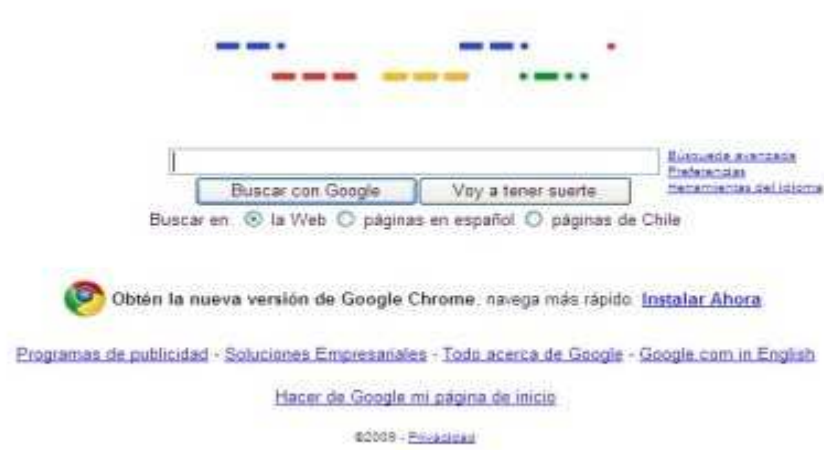 Búsqueda avanzada
Preferencias
Herramientas del idioma
Buscar con Google Voy a tener suerte
Buscar en: la Web páginas en español páginas de Chile
Obtén la nueva versión de Google Chrome, navega más rápido. Instalar Ahora
Programas de publicidad - Soluciones Empresariales - Todo acerca de Google - Google.com in English
Hacer de Google mi página de inicio
©2009 - Privacidad